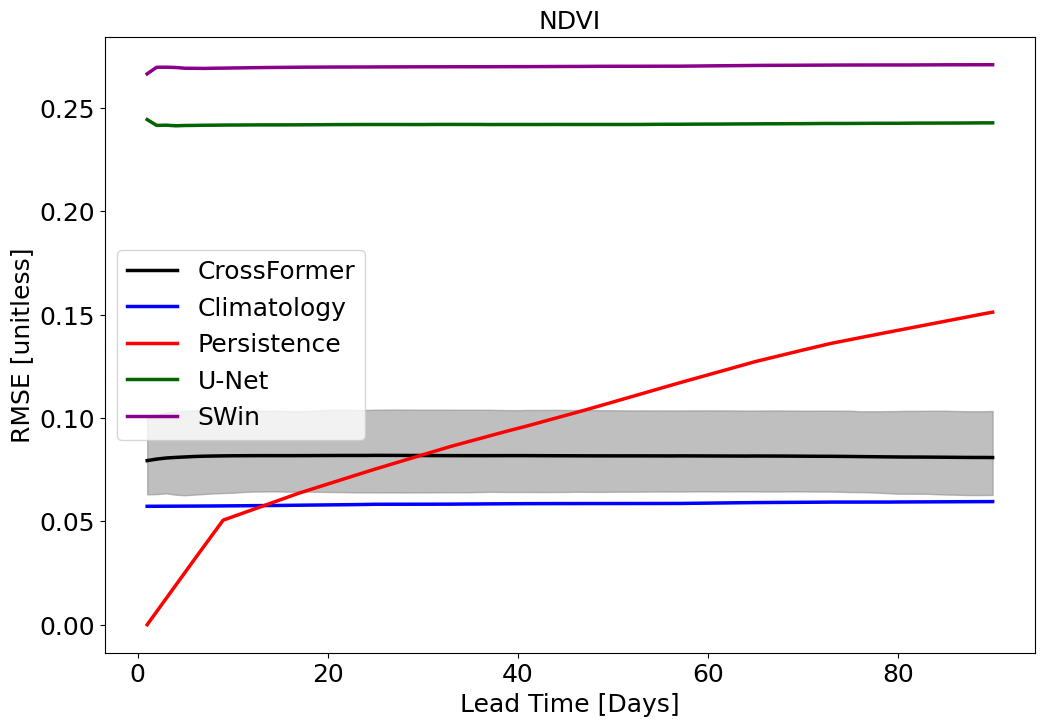 NDVI
RMSE [unitless]
0.25
0.20
0.15
0.10
0.05
0.00
CrossFormer
Climatology
Persistence
U-Net
SWin
0 20 40 60 80
Lead Time [Days]